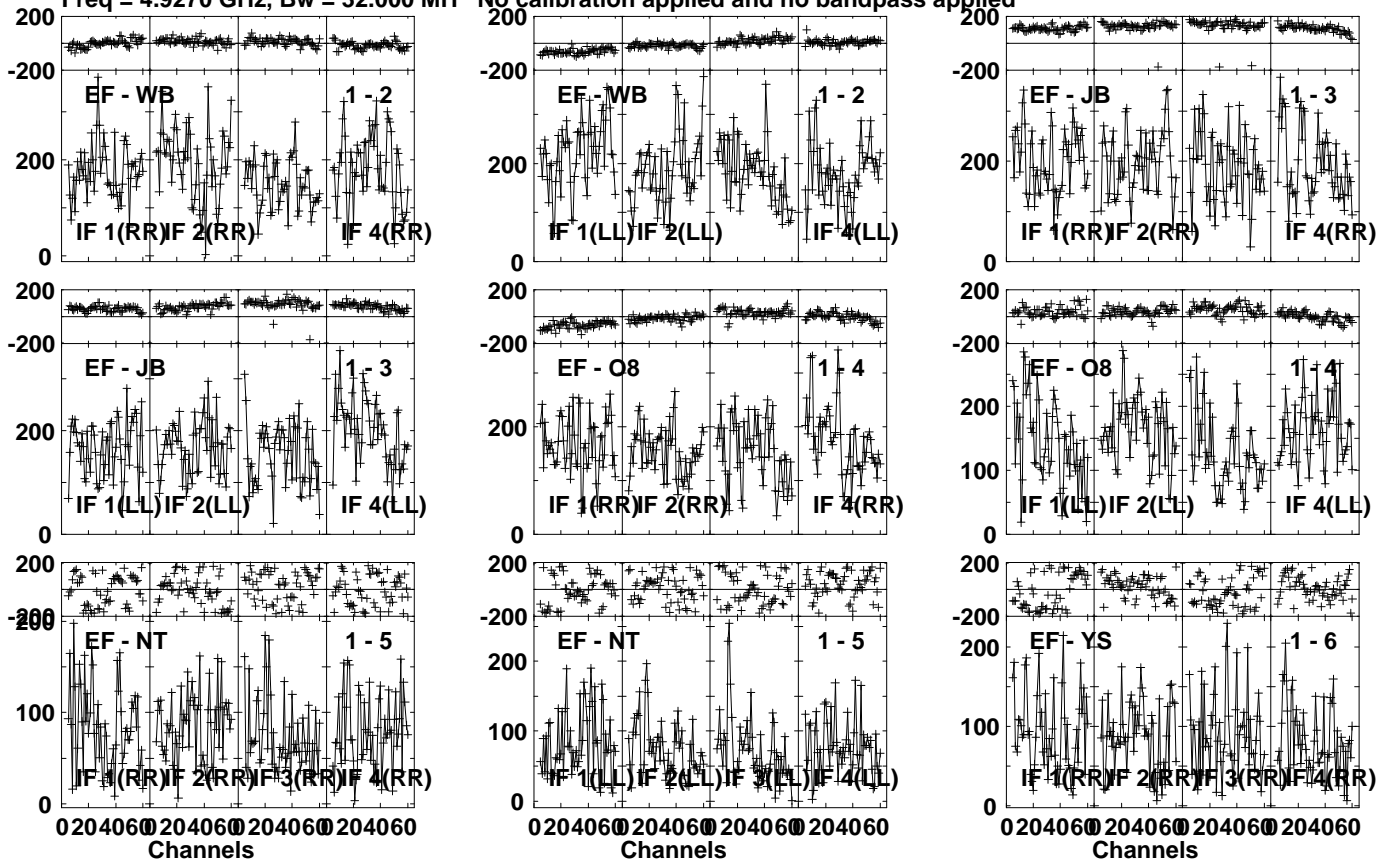 Freq = 4.9270 GHz, Bw = 32.000 MH No calibration applied and no bandpass applied
200 200 200
-200 -200 -200
EF - WB 1 - 2 EF - WB 1 - 2 EF - JB 1 - 3
200 200 200
IF 1(RR) IF 2(RR) IF 4(RR) IF 1(LL) IF 2(LL) IF 4(LL) IF 1(RR) IF 2(RR) IF 4(RR)
0 0 0
200 200 200
-200 -200 -200
EF - JB 1 - 3 EF - O8 1 - 4 EF - O8 1 - 4
200 200 200
100
IF 1(LL) IF 2(LL) IF 4(LL) IF 1(RR) IF 2(RR) IF 4(RR) IF 1(LL) IF 2(LL) IF 4(LL)
0 0 0
200 200 200
-200 -200 -200
200
EF - NT 1 - 5 EF - NT 1 - 5 EF - YS 1 - 6
200 200
100 100 100
IF 1(RR) IF 2(RR) IF 3(RR) IF 4(RR) IF 1(LL) IF 2(LL) IF 3(LL) IF 4(LL) IF 1(RR) IF 2(RR) IF 3(RR) IF 4(RR)
0 0 0
0 20 40 60 0 20 40 60 0 20 40 60 0 20 40 60 0 20 40 60 0 20 40 60 0 20 40 60 0 20 40 60 0 20 40 60 0 20 40 60 0 20 40 60 0 20 40 60
Channels Channels Channels